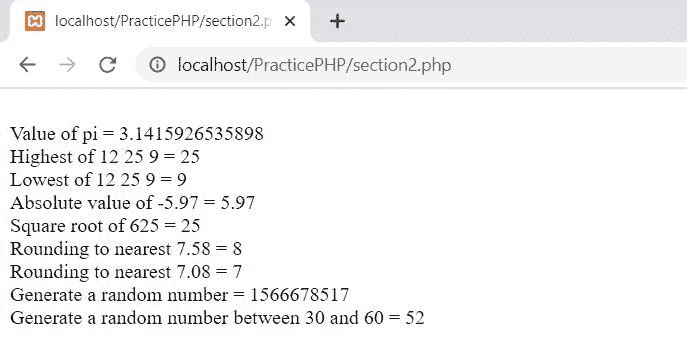 localhost/PracticePHP/section2.p
localhost/PracticePHP/section2.php
Value of pi = 3.1415926535898
Highest of 12 25 9 = 25
Lowest of 12 25 9 = 9
Absolute value of -5.97 = 5.97
Square root of 625 = 25
Rounding to nearest 7.58 = 8
Rounding to nearest 7.08 = 7
Generate a random number = 1566678517
Generate a random number between 30 and 60 = 52